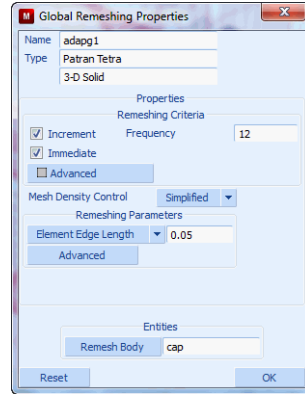 M Global Remeshing Properties
Name adapg1
Type Patran Tetra
3-D Solid
Properties
Remeshing Criteria
Increment Frequency 12
Immediate
Advanced
Mesh Density Control Simplified
Remeshing Parameters
Element Edge Length 0.05
Advanced
Entities
Remesh Body cap
Reset OK